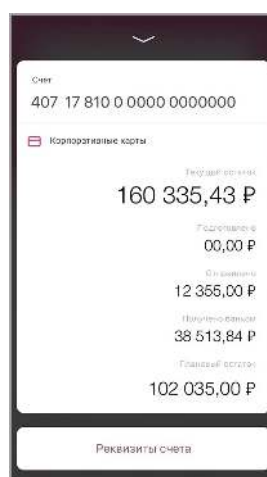 Счет
407 17 810 0 0000 0000000
Корпоративные карты
Текущий остаток
160 335,43 ₽
Подготовлено
00,00 ₽
Отправлено
12 355,00 ₽
Получено банком
38 513,84 ₽
Плановый остаток
102 035,00 ₽
Реквизиты счета